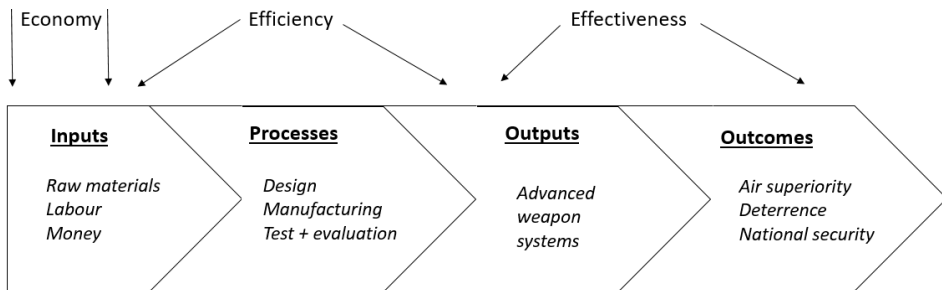 Economy
Efficiency
Effectiveness
Inputs
Raw materials
Labour
Money
Processes
Design
Manufacturing
Test + evaluation
Outputs
Advanced
weapon
systems
Outcomes
Air superiority
Deterrence
National security